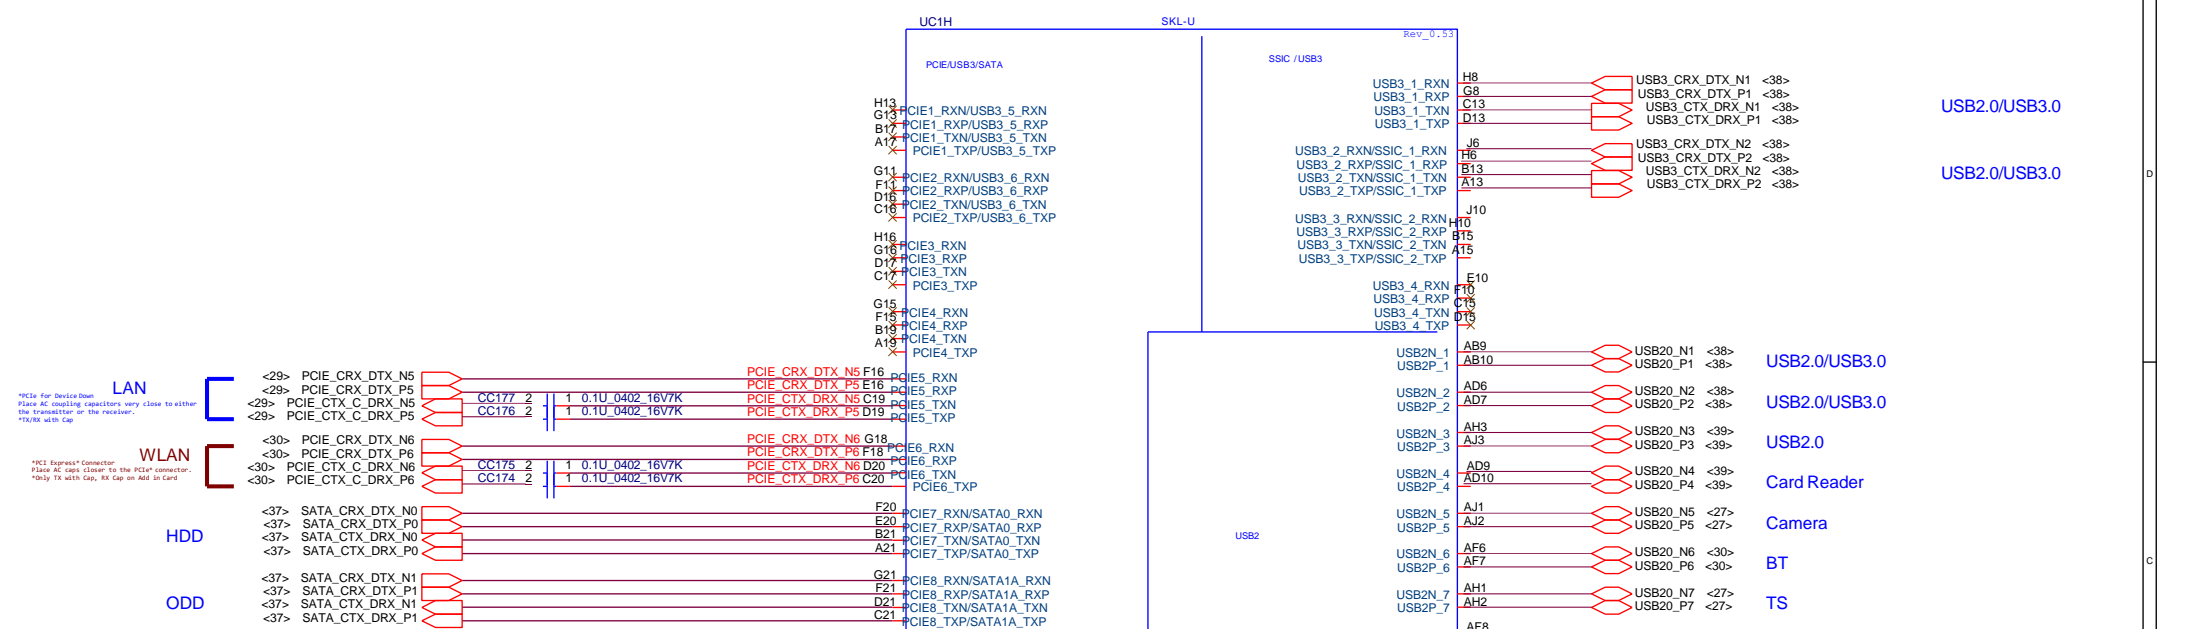 UC1H
SKL-U
Rev_0.53
PCIE/USB3/SATA
SSIC / USB3
H13 PCIE1_RXN/USB3_5_RXN
G13 PCIE1_RXP/USB3_5_RXP
B17 PCIE1_TXN/USB3_5_TXN
A17 PCIE1_TXP/USB3_5_TXP
G11 PCIE2_RXN/USB3_6_RXN
F11 PCIE2_RXP/USB3_6_RXP
D16 PCIE2_TXN/USB3_6_TXN
C16 PCIE2_TXP/USB3_6_TXP
H16 PCIE3_RXN
G16 PCIE3_RXP
D17 PCIE3_TXN
C17 PCIE3_TXP
G15 PCIE4_RXN
F15 PCIE4_RXP
B19 PCIE4_TXN
A19 PCIE4_TXP
LAN
*PCIe for Device Down
Place AC coupling capacitors very close to either
the transmitter or the receiver.
*TX/RX with Cap
<29> PCIE_CRX_DTX_N5 PCIE_CRX_DTX_N5 F16 PCIE5_RXN
<29> PCIE_CRX_DTX_P5 PCIE_CRX_DTX_P5 E16 PCIE5_RXP
<29> PCIE_CTX_C_DRX_N5 CC177 2 1 0.1U_0402_16V7K PCIE_CTX_DRX_N5 C19 PCIE5_TXN
<29> PCIE_CTX_C_DRX_P5 CC176 2 1 0.1U_0402_16V7K PCIE_CTX_DRX_P5 D19 PCIE5_TXP
WLAN
*PCI Express* Connector
Place AC caps closer to the PCIe* connector.
*Only TX with Cap, RX Cap on Add in Card
<30> PCIE_CRX_DTX_N6 PCIE_CRX_DTX_N6 G18 PCIE6_RXN
<30> PCIE_CRX_DTX_P6 PCIE_CRX_DTX_P6 F18 PCIE6_RXP
<30> PCIE_CTX_C_DRX_N6 CC175 2 1 0.1U_0402_16V7K PCIE_CTX_DRX_N6 D20 PCIE6_TXN
<30> PCIE_CTX_C_DRX_P6 CC174 2 1 0.1U_0402_16V7K PCIE_CTX_DRX_P6 C20 PCIE6_TXP
HDD
<37> SATA_CRX_DTX_N0 F20 PCIE7_RXN/SATA0_RXN
<37> SATA_CRX_DTX_P0 E20 PCIE7_RXP/SATA0_RXP
<37> SATA_CTX_DRX_N0 B21 PCIE7_TXN/SATA0_TXN
<37> SATA_CTX_DRX_P0 A21 PCIE7_TXP/SATA0_TXP
ODD
<37> SATA_CRX_DTX_N1 G21 PCIE8_RXN/SATA1A_RXN
<37> SATA_CRX_DTX_P1 F21 PCIE8_RXP/SATA1A_RXP
<37> SATA_CTX_DRX_N1 D21 PCIE8_TXN/SATA1A_TXN
<37> SATA_CTX_DRX_P1 C21 PCIE8_TXP/SATA1A_TXP
USB3_1_RXN H8 USB3_CRX_DTX_N1 <38>
USB3_1_RXP G8 USB3_CRX_DTX_P1 <38>
USB3_1_TXN C13 USB3_CTX_DRX_N1 <38>
USB3_1_TXP D13 USB3_CTX_DRX_P1 <38>
USB2.0/USB3.0
USB3_2_RXN/SSIC_1_RXN J6 USB3_CRX_DTX_N2 <38>
USB3_2_RXP/SSIC_1_RXP H6 USB3_CRX_DTX_P2 <38>
USB3_2_TXN/SSIC_1_TXN B13 USB3_CTX_DRX_N2 <38>
USB3_2_TXP/SSIC_1_TXP A13 USB3_CTX_DRX_P2 <38>
USB2.0/USB3.0
USB3_3_RXN/SSIC_2_RXN J10
USB3_3_RXP/SSIC_2_RXP H10
USB3_3_TXN/SSIC_2_TXN B15
USB3_3_TXP/SSIC_2_TXP A15
USB3_4_RXN E10
USB3_4_RXP F10
USB3_4_TXN C15
USB3_4_TXP D15
USB2
USB2N_1 AB9 USB20_N1 <38>
USB2P_1 AB10 USB20_P1 <38>
USB2.0/USB3.0
USB2N_2 AD6 USB20_N2 <38>
USB2P_2 AD7 USB20_P2 <38>
USB2.0/USB3.0
USB2N_3 AH3 USB20_N3 <39>
USB2P_3 AJ3 USB20_P3 <39>
USB2.0
USB2N_4 AD9 USB20_N4 <39>
USB2P_4 AD10 USB20_P4 <39>
Card Reader
USB2N_5 AJ1 USB20_N5 <27>
USB2P_5 AJ2 USB20_P5 <27>
Camera
USB2N_6 AF6 USB20_N6 <30>
USB2P_6 AF7 USB20_P6 <30>
BT
USB2N_7 AH1 USB20_N7 <27>
USB2P_7 AH2 USB20_P7 <27>
TS
AF8
D
C